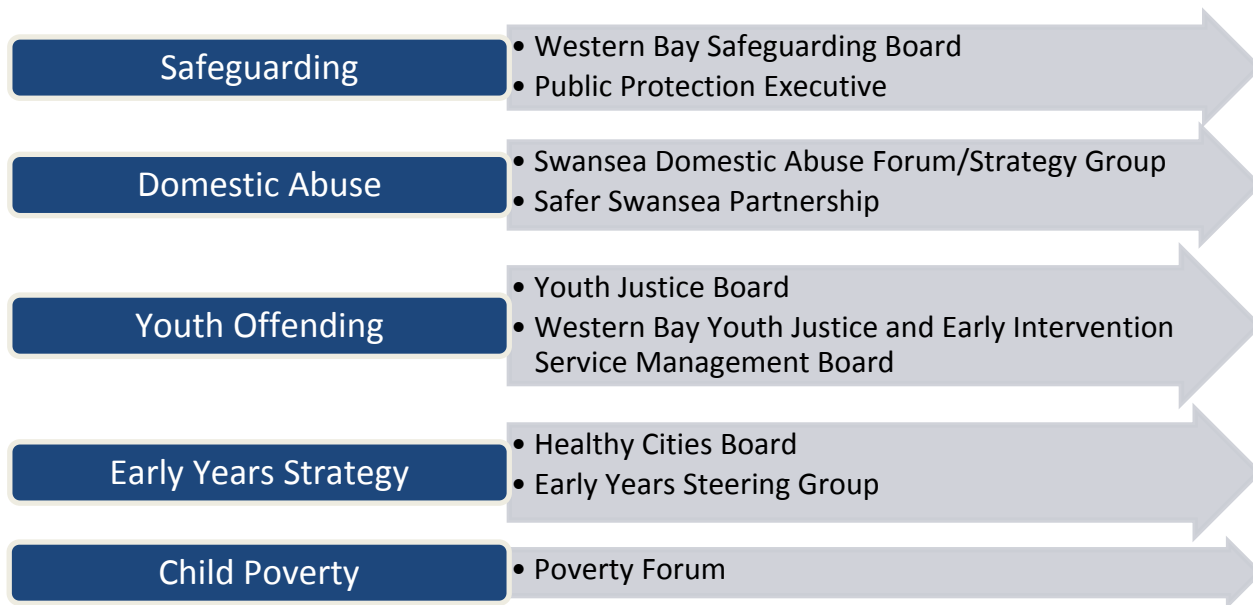 Safeguarding
• Western Bay Safeguarding Board
• Public Protection Executive
Domestic Abuse
• Swansea Domestic Abuse Forum/Strategy Group
• Safer Swansea Partnership
Youth Offending
• Youth Justice Board
• Western Bay Youth Justice and Early Intervention
Service Management Board
Early Years Strategy
• Healthy Cities Board
• Early Years Steering Group
Child Poverty
• Poverty Forum